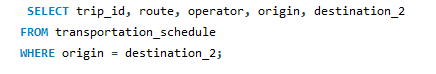 SELECT trip_id, route, operator, origin, destination_2
FROM transportation_schedule
WHERE origin = destination_2;